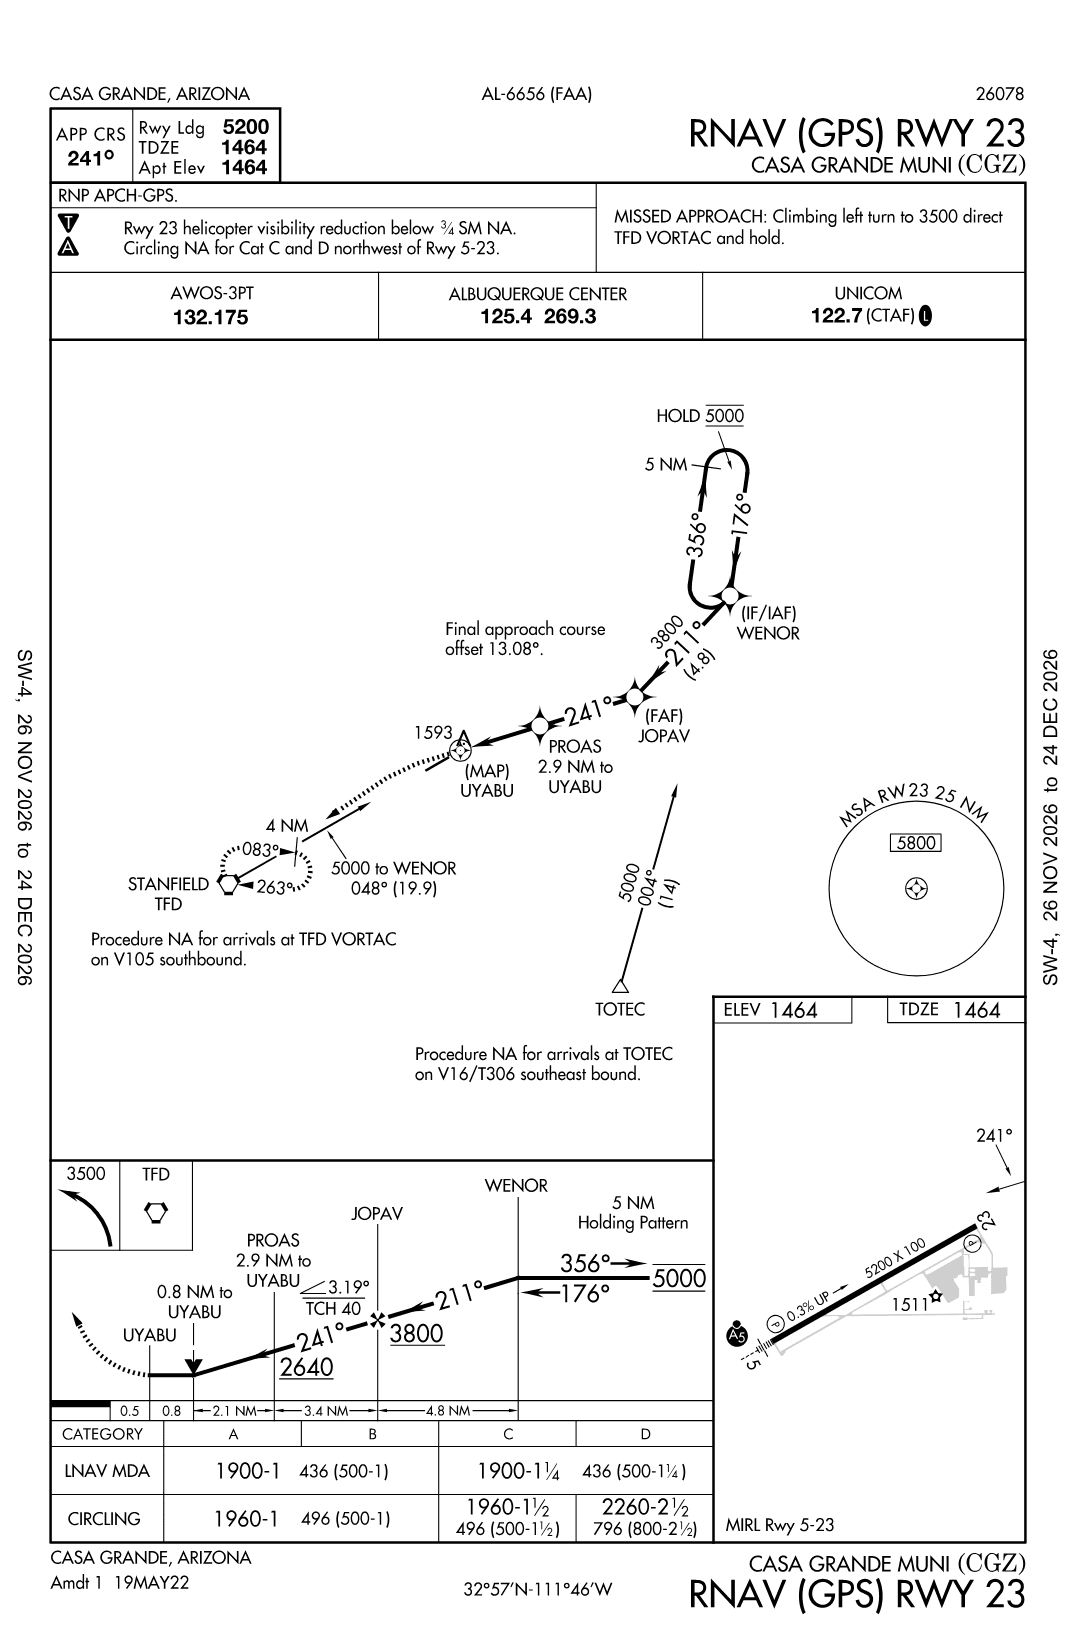 CASA GRANDE, ARIZONA
AL-6656 (FAA)
26078
APP CRS
241°
Rwy Ldg 5200
TDZE 1464
Apt Elev 1464
RNAV (GPS) RWY 23
CASA GRANDE MUNI (CGZ)
RNP APCH-GPS.
T
A
Rwy 23 helicopter visibility reduction below ¾ SM NA.
Circling NA for Cat C and D northwest of Rwy 5-23.
MISSED APPROACH: Climbing left turn to 3500 direct
TFD VORTAC and hold.
AWOS-3PT
132.175
ALBUQUERQUE CENTER
125.4 269.3
UNICOM
122.7 (CTAF) L
HOLD 5000
5 NM
356°
176°
(IF/IAF)
WENOR
3800
211°
(4.8)
Final approach course
offset 13.08°.
241°
(FAF)
JOPAV
PROAS
2.9 NM to
UYABU
1593
(MAP)
UYABU
4 NM
083°
263°
STANFIELD
TFD
5000 to WENOR
048° (19.9)
5000
004°
(14)
TOTEC
MSA RW23 25 NM
5800
Procedure NA for arrivals at TFD VORTAC
on V105 southbound.
Procedure NA for arrivals at TOTEC
on V16/T306 southeast bound.
SW-4, 26 NOV 2026 to 24 DEC 2026
SW-4, 26 NOV 2026 to 24 DEC 2026
ELEV 1464
TDZE 1464
241°
23
P
5200 X 100
0.3% UP
P
1511
A5
5
MIRL Rwy 5-23
3500
TFD
WENOR
5 NM
Holding Pattern
JOPAV
PROAS
2.9 NM to
UYABU
0.8 NM to
UYABU
UYABU
3.19°
TCH 40
356°
176°
5000
211°
241°
3800
2640
0.5
0.8
2.1 NM
3.4 NM
4.8 NM
CATEGORY A B C D
LNAV MDA 1900-1 436 (500-1) 1900-1¼ 436 (500-1¼)
CIRCLING 1960-1 496 (500-1) 1960-1½ 496 (500-1½) 2260-2½ 796 (800-2½)
CASA GRANDE, ARIZONA
Amdt 1 19MAY22
32°57'N-111°46'W
CASA GRANDE MUNI (CGZ)
RNAV (GPS) RWY 23